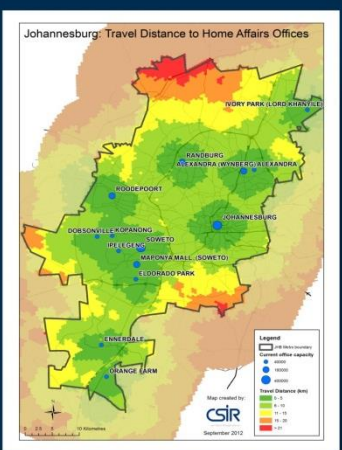 Johannesburg: Travel Distance to Home Affairs Offices
IVORY PARK (LORD KHANYILE)
RANDBURG
ALEXANDRA (WYNBERG) ALEXANDRA
ROODEPOORT
JOHANNESBURG
DOBSONVILLE KOPANONG
SOWETO
IPELEGENG
MAPONYA MALL (SOWETO)
ELDORADO PARK
ENNERDALE
ORANGE FARM
Legend
JHB Metro boundary
Current office capacity
Travel Distance (km)
0 - 5
6 - 10
11 - 15
16 - 20
Map created by:
CSIR
September 2012
10 Kilometres